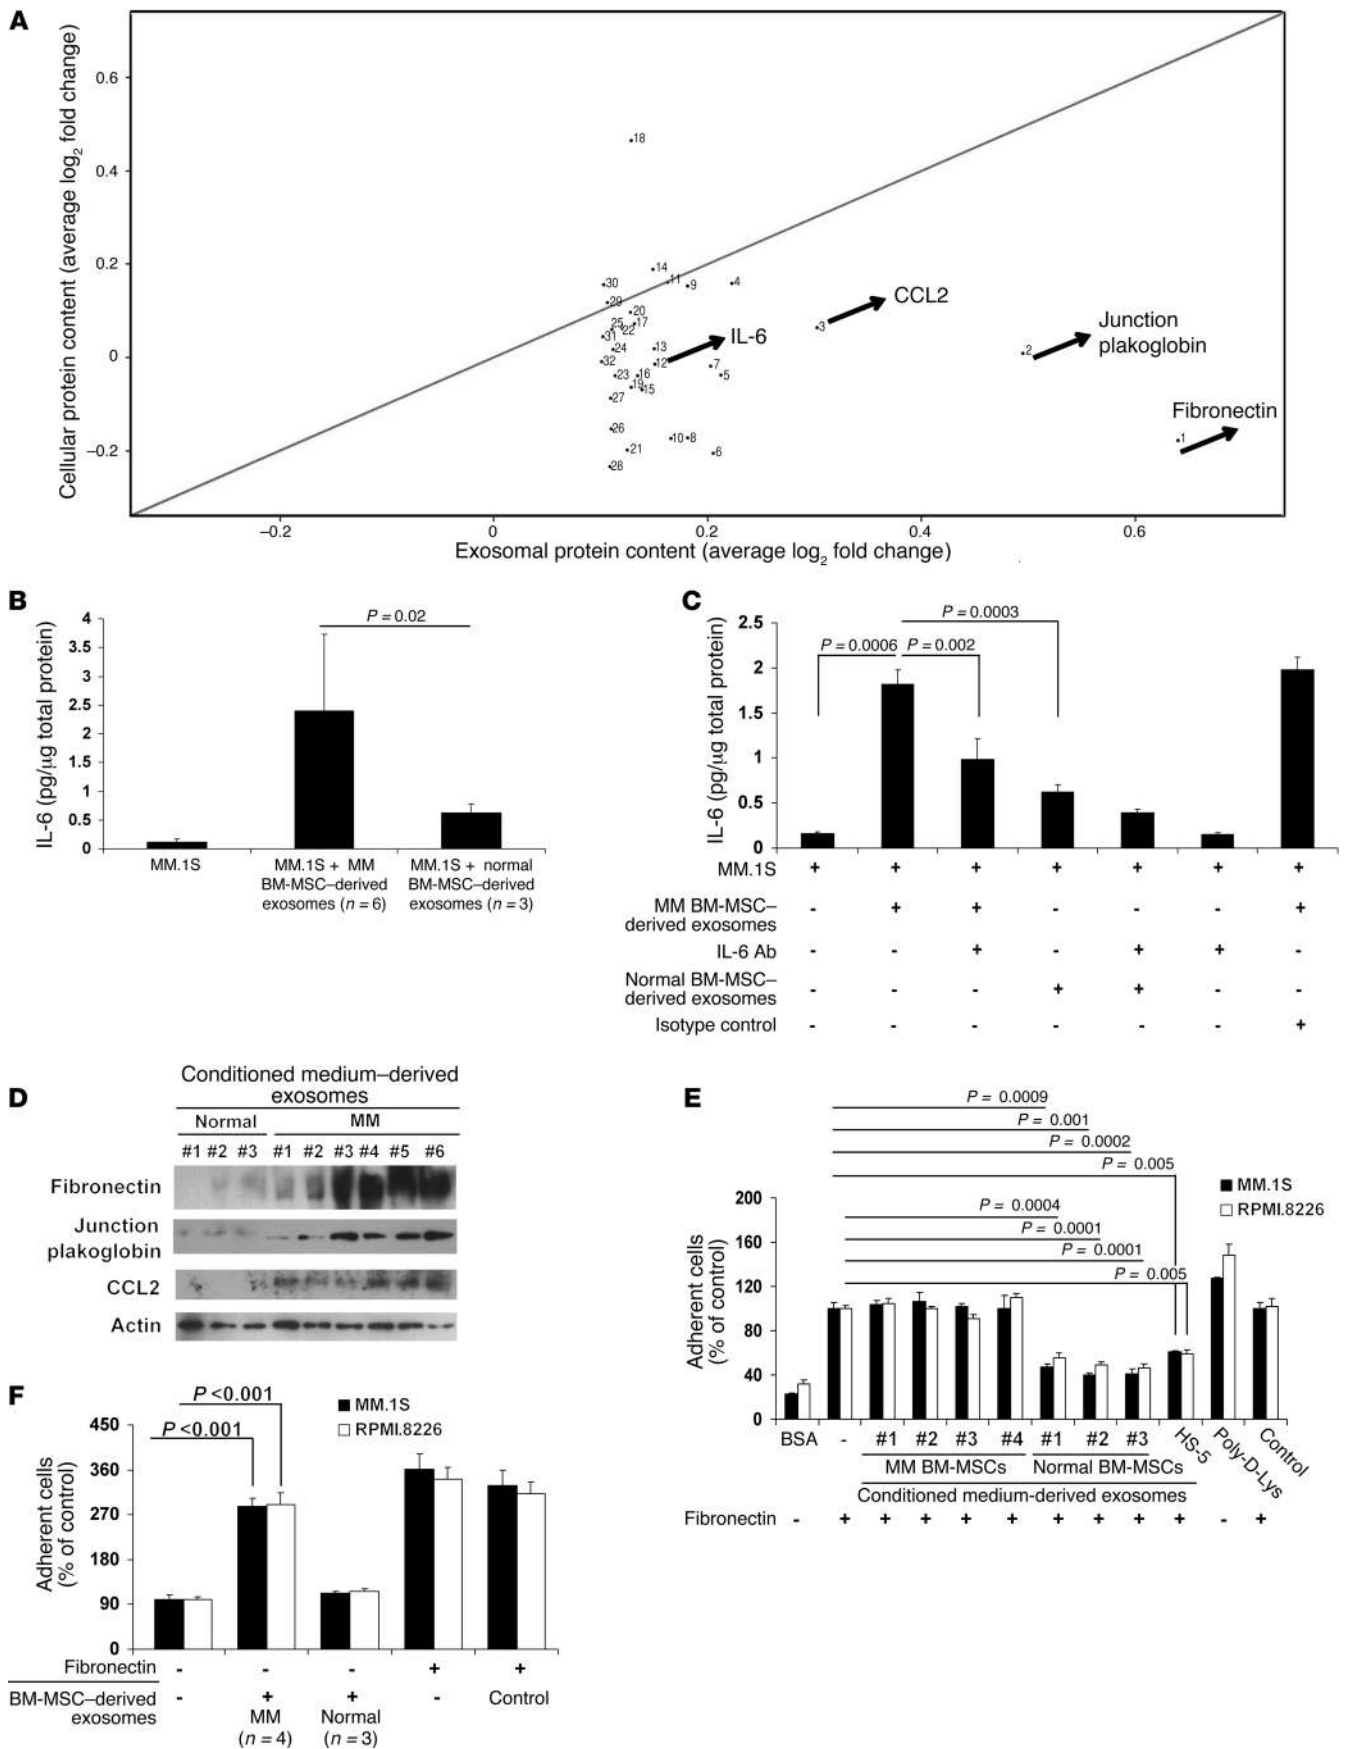 A
Cellular protein content (average log2 fold change)
0.6
0.4
0.2
0
−0.2
18
14
30
11
9
4
29
20
25
22
17
3
CCL2
31
24
13
IL-6
2
Junction
plakoglobin
32
12
7
23
16
5
19
15
27
Fibronectin
26
10
8
1
21
6
28
−0.2
0
0.2
0.4
0.6
Exosomal protein content (average log2 fold change)
B
IL-6 (pg/μg total protein)
4
3.5
3
2.5
2
1.5
1
0.5
0
P = 0.02
MM.1S
MM.1S + MM
BM-MSC–derived
exosomes (n = 6)
MM.1S + normal
BM-MSC–derived
exosomes (n = 3)
C
IL-6 (pg/μg total protein)
2.5
2
1.5
1
0.5
0
P = 0.0003
P = 0.0006
P = 0.002
MM.1S + + + + + + +
MM BM-MSC–
derived exosomes - + + - - - +
IL-6 Ab - - + - + + -
Normal BM-MSC–
derived exosomes - - - + + - -
Isotype control - - - - - - +
D
Conditioned medium–derived
exosomes
Normal MM
#1 #2 #3 #1 #2 #3 #4 #5 #6
Fibronectin
Junction
plakoglobin
CCL2
Actin
E
P = 0.0009
P = 0.001
P = 0.0002
P = 0.005
P = 0.0004
P = 0.0001
P = 0.0001
P = 0.005
MM.1S
RPMI.8226
Adherent cells
(% of control)
200
160
120
80
40
0
BSA - #1 #2 #3 #4 #1 #2 #3 HS-5 Poly-D-Lys Control
MM BM-MSCs Normal BM-MSCs
Conditioned medium-derived exosomes
Fibronectin - + + + + + + + + + - +
F
P <0.001
P <0.001
MM.1S
RPMI.8226
Adherent cells
(% of control)
450
360
270
180
90
0
Fibronectin - - - + +
BM-MSC–derived
exosomes - + + - Control
MM Normal
(n = 4) (n = 3)